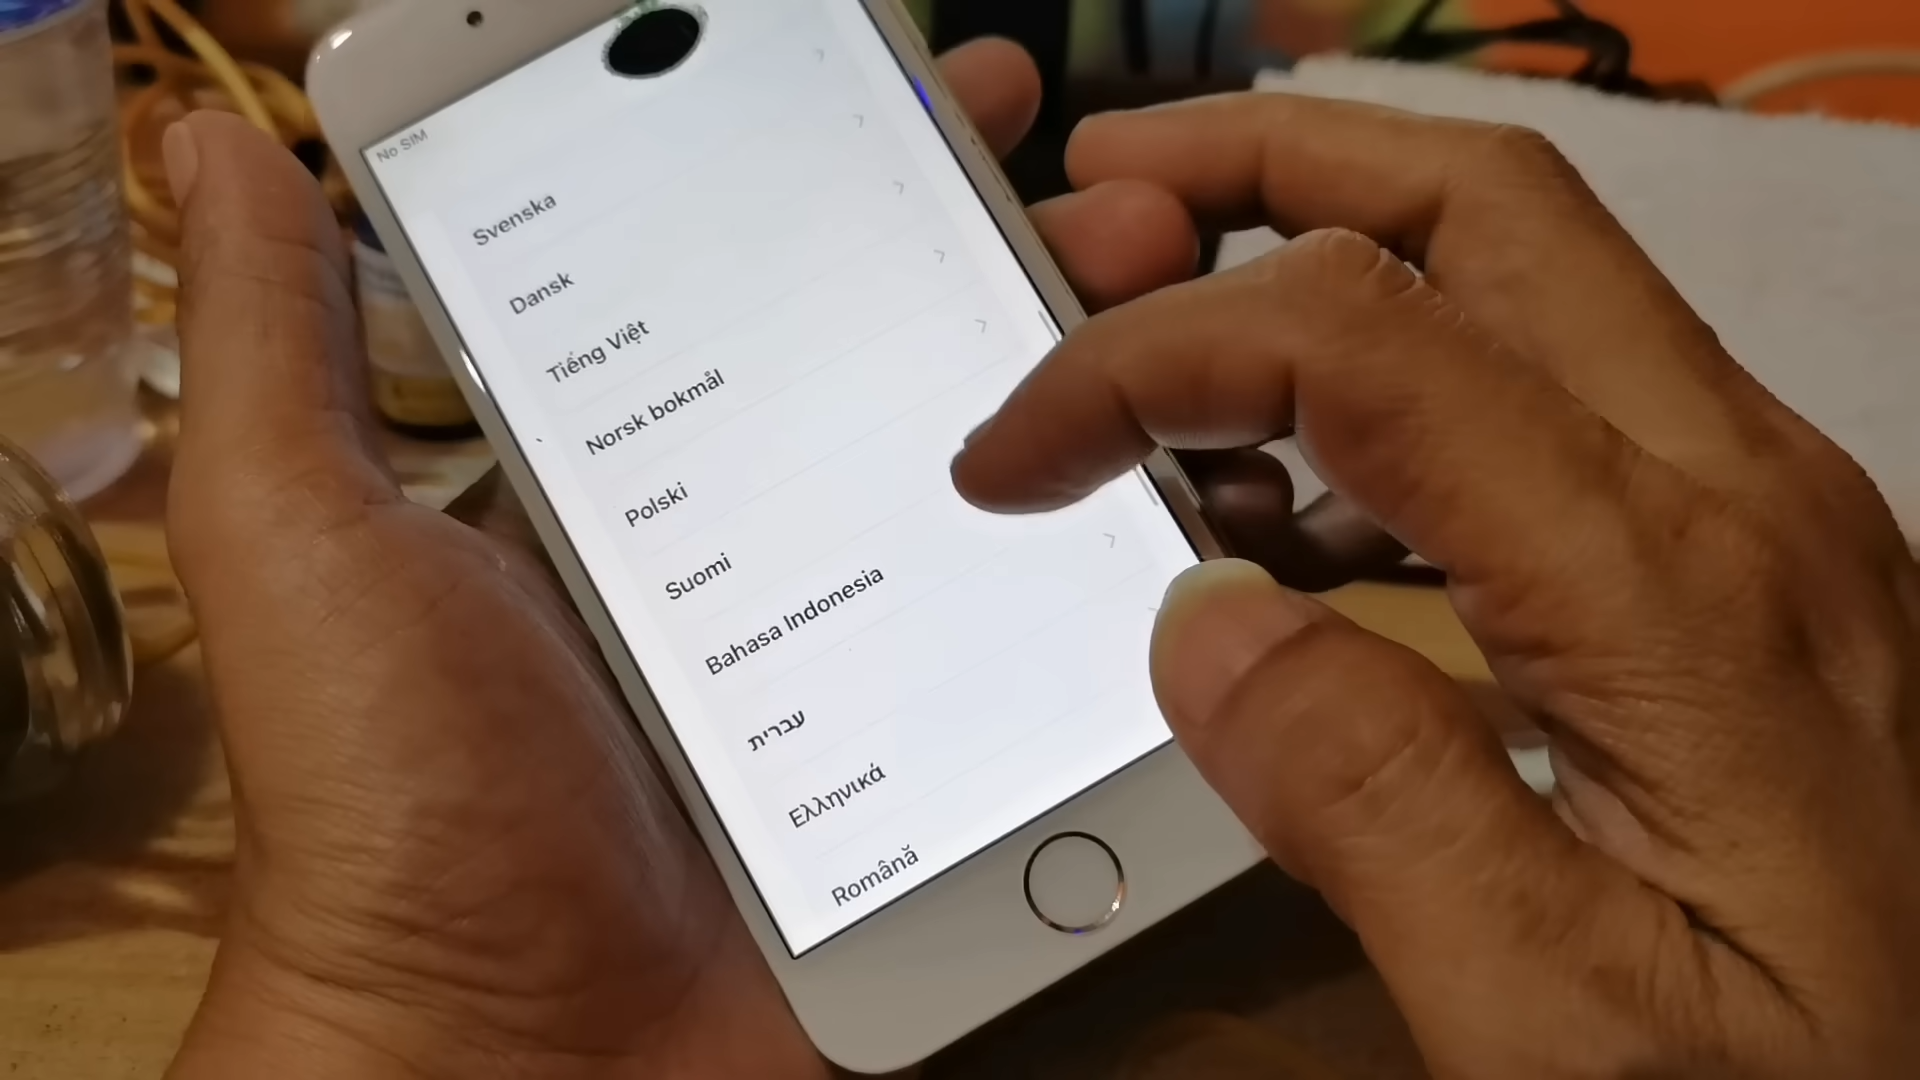 No SIM
Svenska
Dansk
Tiếng Việt
Norsk bokmål
Polski
Suomi
Bahasa Indonesia
עברית
Ελληνικά
Română